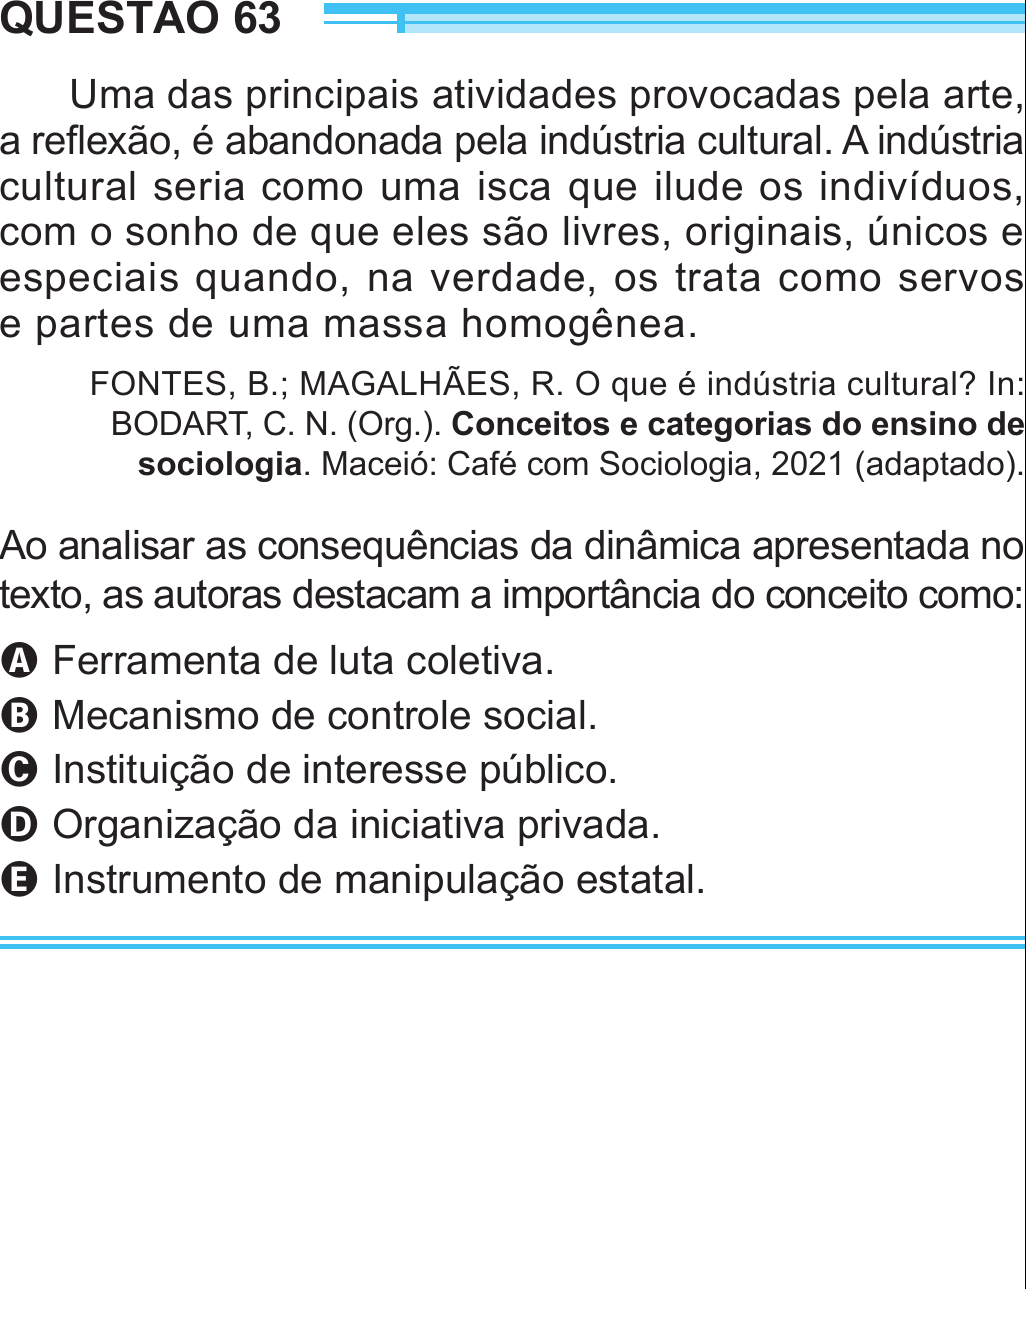 QUESTÃO 63
Uma das principais atividades provocadas pela arte,
a reflexão, é abandonada pela indústria cultural. A indústria
cultural seria como uma isca que ilude os indivíduos,
com o sonho de que eles são livres, originais, únicos e
especiais quando, na verdade, os trata como servos
e partes de uma massa homogênea.
FONTES, B.; MAGALHÃES, R. O que é indústria cultural? In:
BODART, C. N. (Org.). Conceitos e categorias do ensino de
sociologia. Maceió: Café com Sociologia, 2021 (adaptado).
Ao analisar as consequências da dinâmica apresentada no
texto, as autoras destacam a importância do conceito como:
A Ferramenta de luta coletiva.
B Mecanismo de controle social.
C Instituição de interesse público.
D Organização da iniciativa privada.
E Instrumento de manipulação estatal.